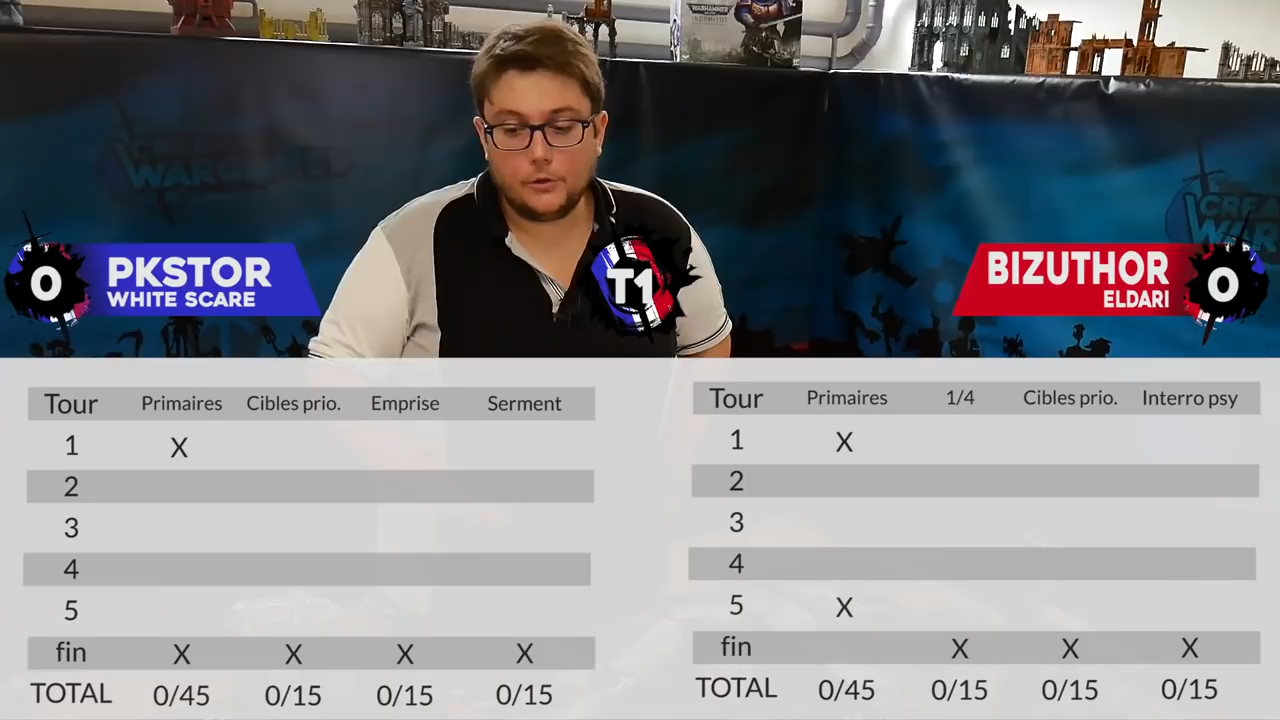 WARHAMMER
INDOMITUS
0
PKSTOR
WHITE SCARE
T1
BIZUTHOR
ELDARI
0
Tour Primaires Cibles prio. Emprise Serment
1 X
2
3
4
5
fin X X X X
TOTAL 0/45 0/15 0/15 0/15
Tour Primaires 1/4 Cibles prio. Interro psy
1 X
2
3
4
5 X
fin X X X
TOTAL 0/45 0/15 0/15 0/15